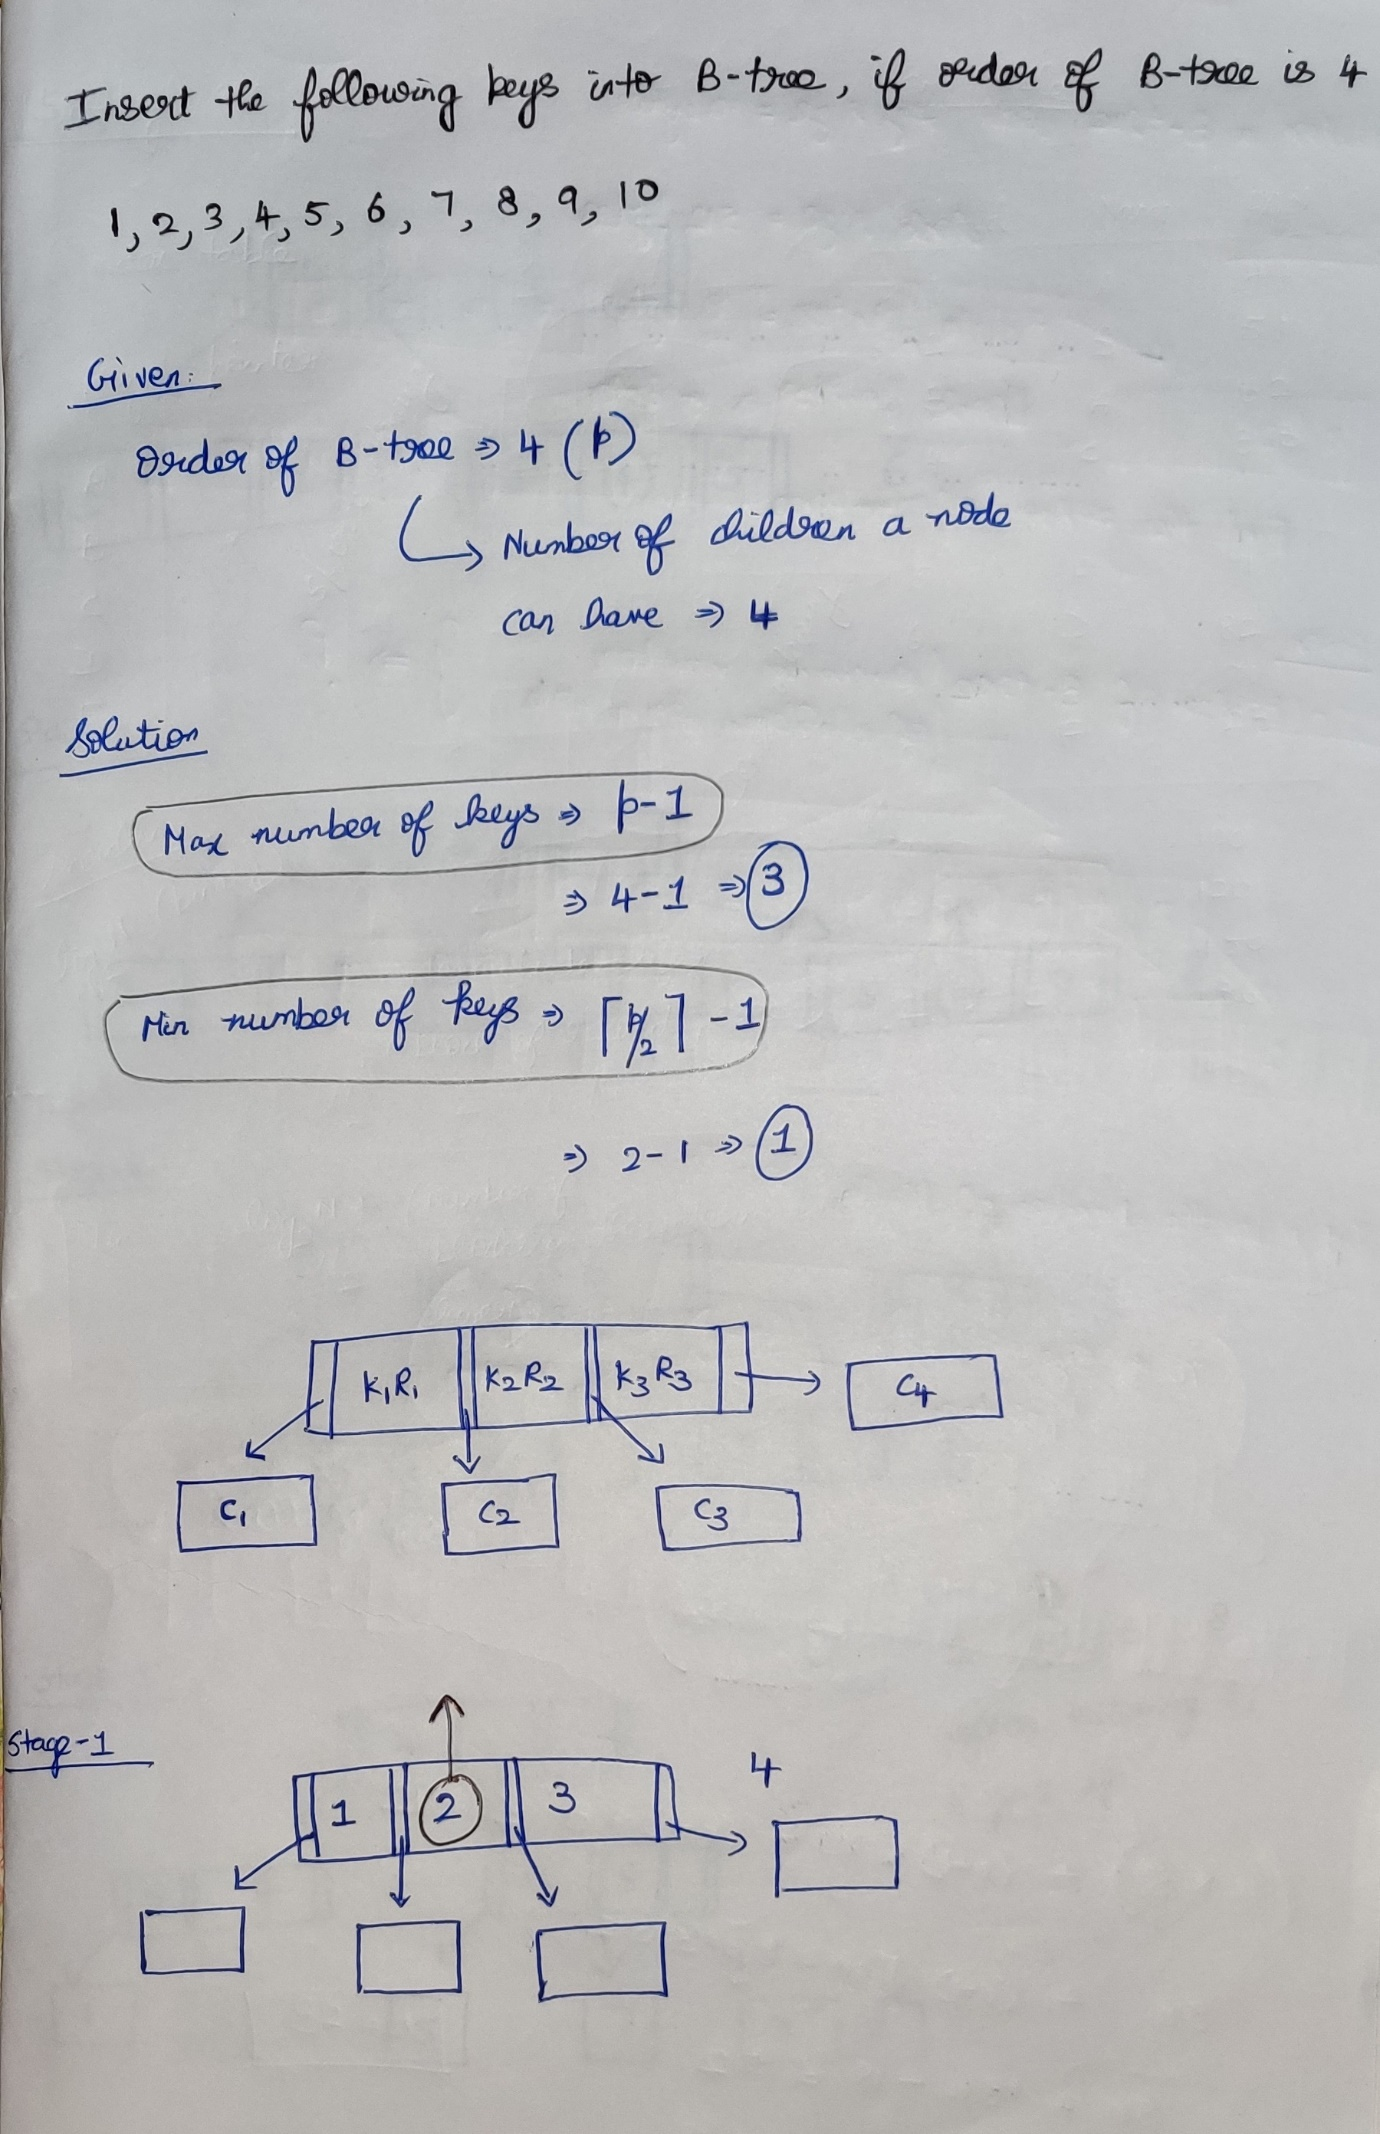 Insert the following keys into B-tree, if order of B-tree is 4
1, 2, 3, 4, 5, 6, 7, 8, 9, 10
Given:
Order of B-tree ⇒ 4 (p)
↳ Number of children a node
can have ⇒ 4
Solution
Max number of keys ⇒ p-1
⇒ 4-1 ⇒ 3
Min number of keys ⇒ ⌈p/2⌉ - 1
⇒ 2-1 ⇒ 1
K₁R₁ K₂R₂ K₃R₃ → C₄
C₁ C₂ C₃
Stage-1
1 2 3 4